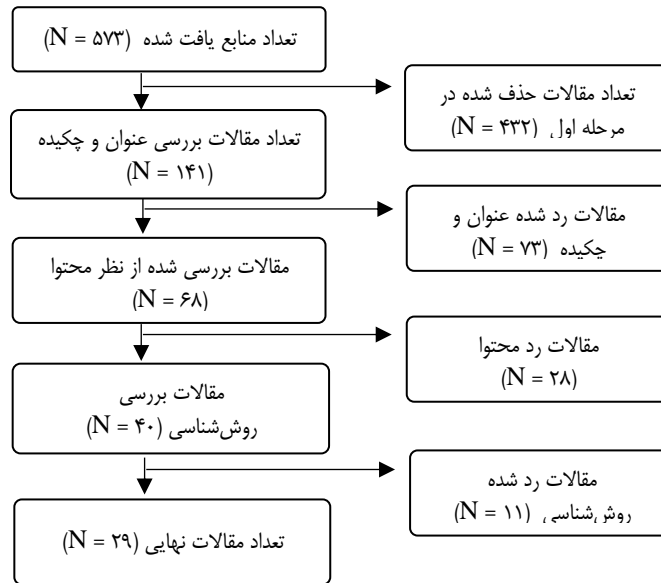 تعداد منابع یافت شده (N = ۵۷۳)
تعداد مقالات حذف شده در
مرحله اول (N = ۴۳۲)
تعداد مقالات بررسی عنوان و چکیده
(N = ۱۴۱)
مقالات رد شده عنوان و
چکیده (N = ۷۳)
مقالات بررسی شده از نظر محتوا
(N = ۶۸)
مقالات رد محتوا
(N = ۲۸)
مقالات بررسی
روش‌شناسی (N = ۴۰)
مقالات رد شده
روش‌شناسی (N = ۱۱)
تعداد مقالات نهایی (N = ۲۹)